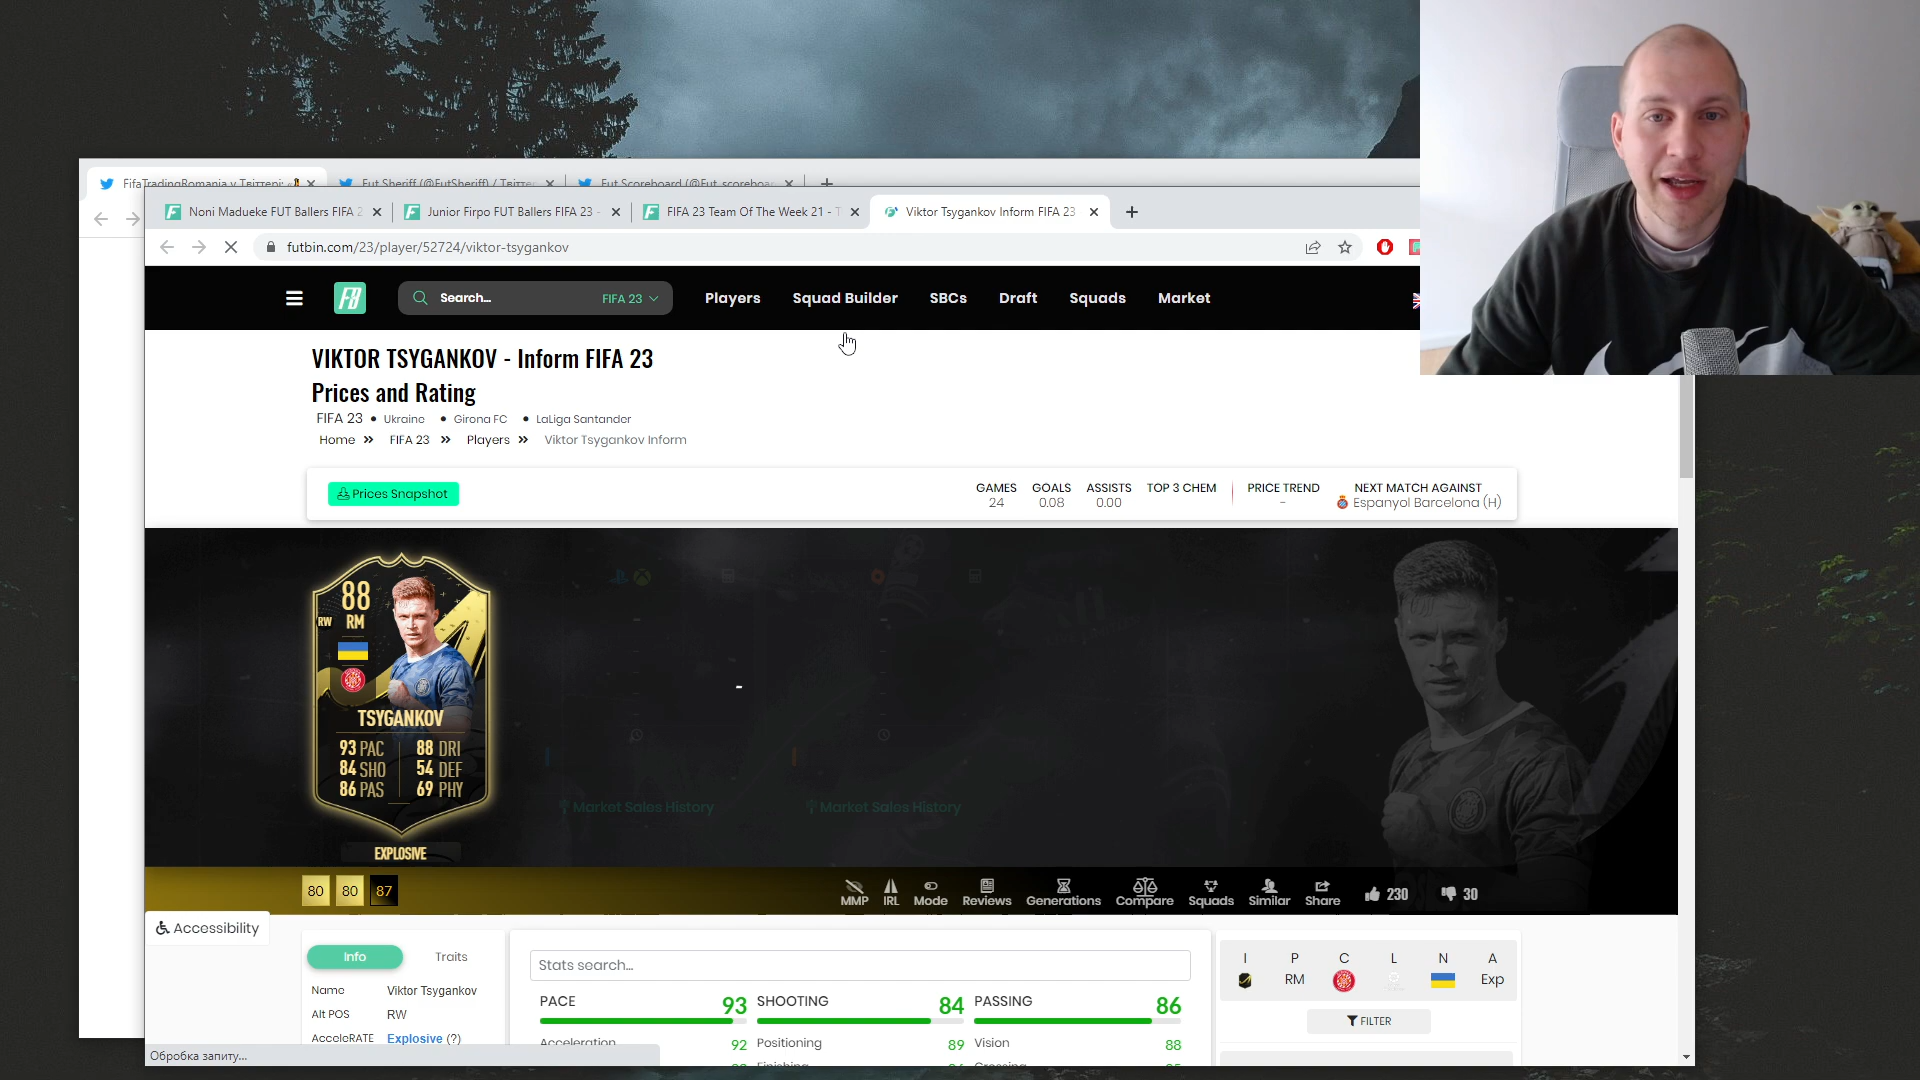 FifaTradingRomania у Твіттері: «
Fut Sheriff (@FutSheriff) / Твіттер
Fut Scoreboard (@Fut_scoreboa
Noni Madueke FUT Ballers FIFA 2
Junior Firpo FUT Ballers FIFA 23 -
FIFA 23 Team Of The Week 21 - T
Viktor Tsygankov Inform FIFA 23
futbin.com/23/player/52724/viktor-tsygankov
FB
Search...
FIFA 23
Players
Squad Builder
SBCs
Draft
Squads
Market
VIKTOR TSYGANKOV - Inform FIFA 23
Prices and Rating
FIFA 23 • Ukraine • Girona FC • LaLiga Santander
Home » FIFA 23 » Players » Viktor Tsygankov Inform
Prices Snapshot
GAMES GOALS ASSISTS TOP 3 CHEM PRICE TREND NEXT MATCH AGAINST
24 0.08 0.00 - Espanyol Barcelona (H)
88
RM
RW
TSYGANKOV
93 PAC 88 DRI
84 SHO 54 DEF
86 PAS 69 PHY
EXPLOSIVE
-
Market Sales History
Market Sales History
80 80 87
MMP IRL Mode Reviews Generations Compare Squads Similar Share 230 30
Accessibility
Info Traits
Name Viktor Tsygankov
Alt POS RW
AcceleRATE Explosive (?)
Stats search...
PACE 93 SHOOTING 84 PASSING 86
Acceleration 92 Positioning 89 Vision 88
Finishing Crossing
I P C L N A
RM Exp
FILTER
Обробка запиту...